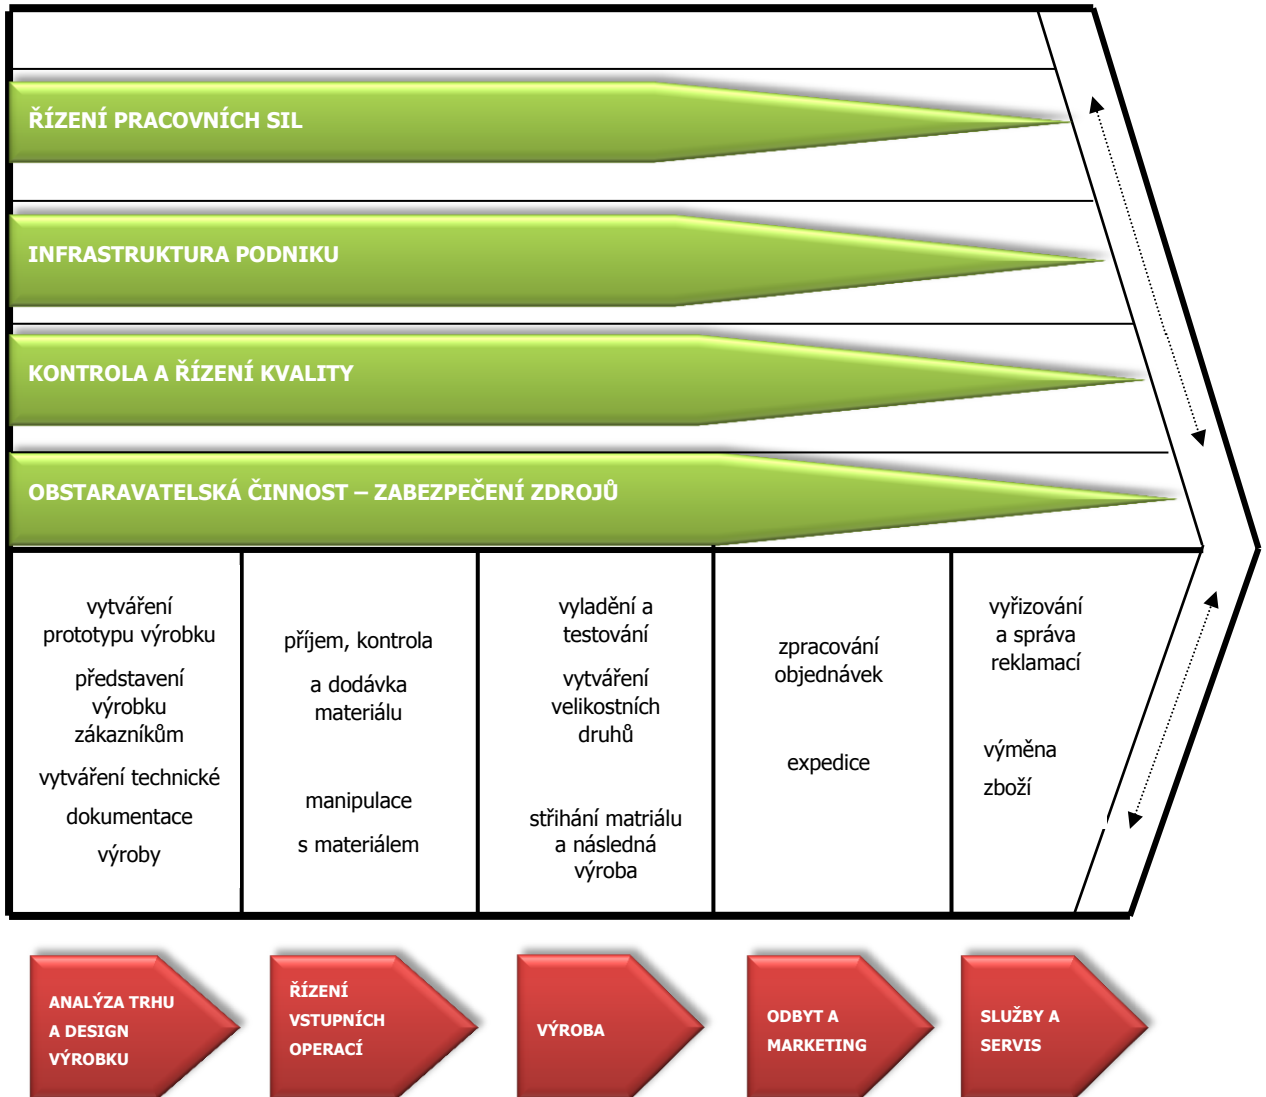 ŘÍZENÍ PRACOVNÍCH SIL
INFRASTRUKTURA PODNIKU
KONTROLA A ŘÍZENÍ KVALITY
OBSTARAVATELSKÁ ČINNOST – ZABEZPEČENÍ ZDROJŮ
vytváření
prototypu výrobku
představení
výrobku
zákazníkům
vytváření technické
dokumentace
výroby
příjem, kontrola
a dodávka
materiálu
manipulace
s materiálem
vyladění a
testování
vytváření
velikostních
druhů
střihání matriálu
a následná
výroba
zpracování
objednávek
expedice
vyřizování
a správa
reklamací
výměna
zboží
ANALÝZA TRHU
A DESIGN
VÝROBKU
ŘÍZENÍ
VSTUPNÍCH
OPERACÍ
VÝROBA
ODBYT A
MARKETING
SLUŽBY A
SERVIS